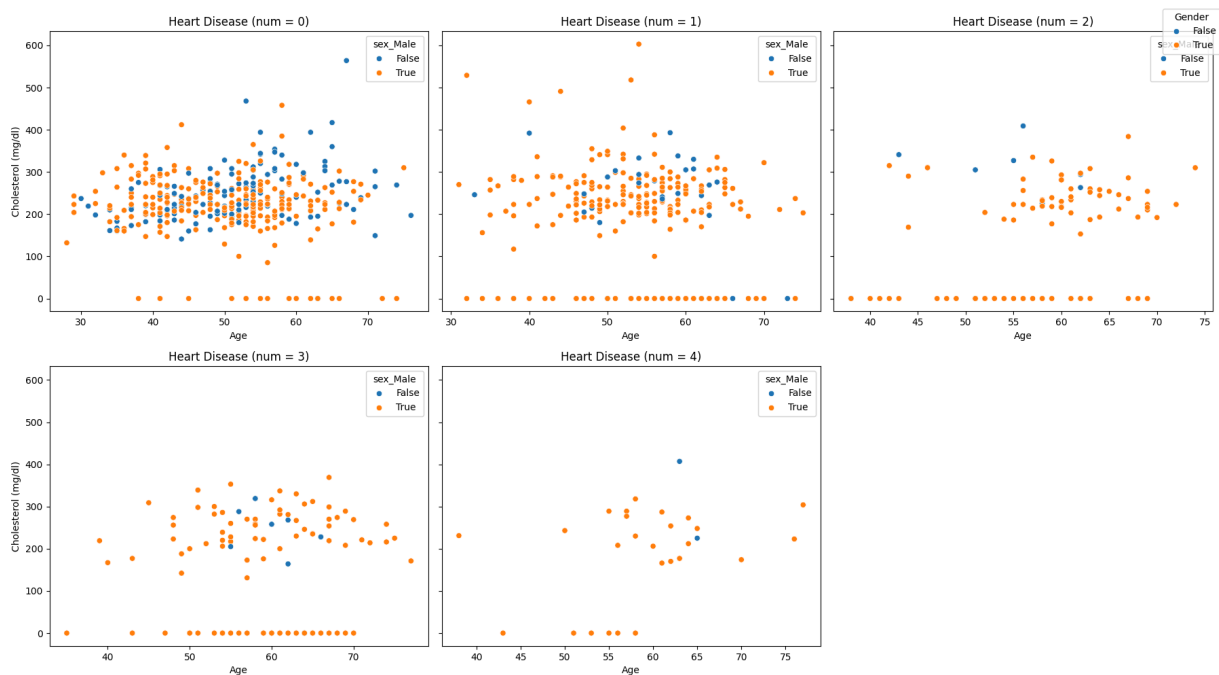 Heart Disease (num = 0)
Heart Disease (num = 1)
Heart Disease (num = 2)
Gender
False
True
sex_Male
False
True
sex_Male
False
True
sex_Male
False
True
600
500
400
300
200
100
0
Cholesterol (mg/dl)
30
40
50
60
70
30
40
50
60
70
40
45
50
55
60
65
70
75
Age
Age
Age
Heart Disease (num = 3)
Heart Disease (num = 4)
sex_Male
False
True
sex_Male
False
True
600
500
400
300
200
100
0
Cholesterol (mg/dl)
40
50
60
70
40
45
50
55
60
65
70
75
Age
Age